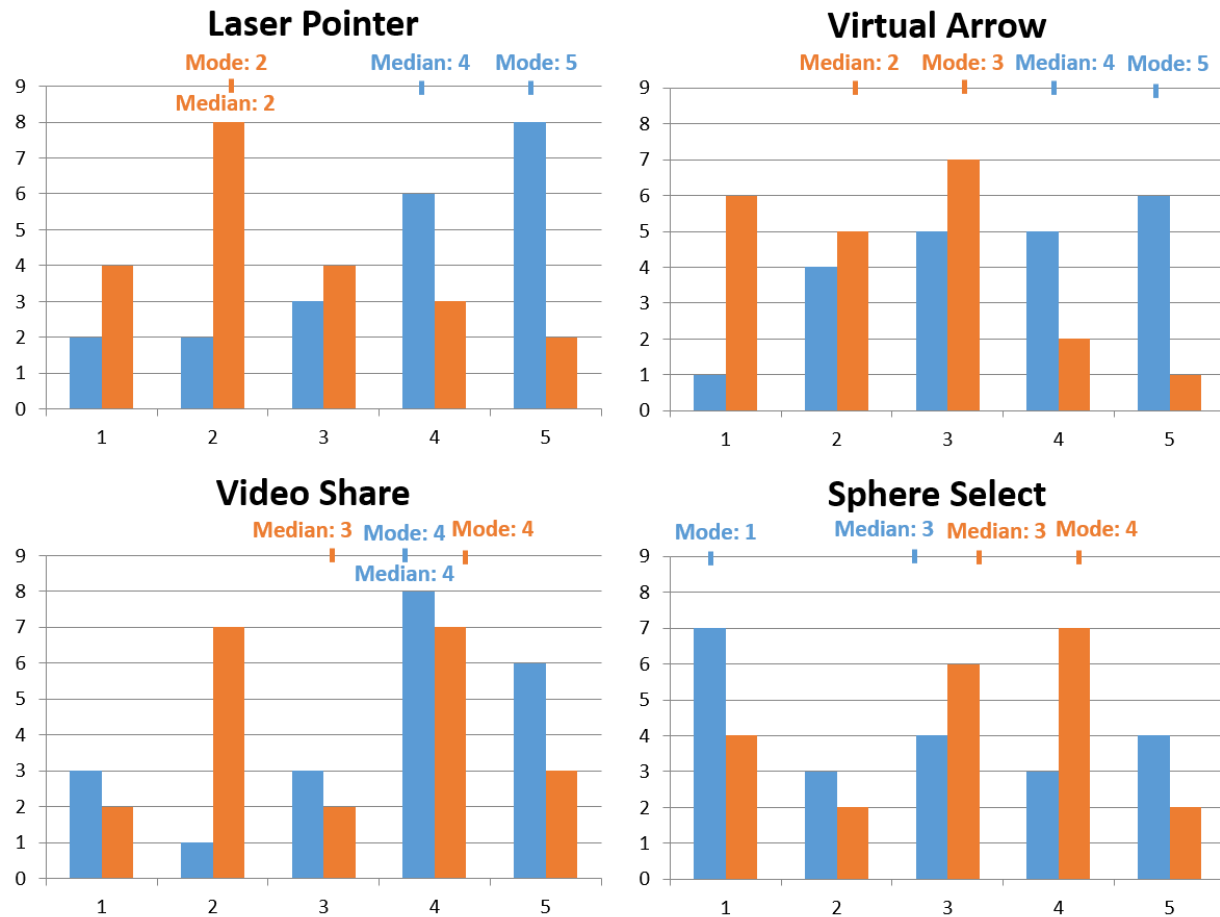 Laser Pointer
Mode: 2 Median: 4 Mode: 5
Median: 2
9
8
7
6
5
4
3
2
1
0
1 2 3 4 5
Virtual Arrow
Median: 2 Mode: 3 Median: 4 Mode: 5
9
8
7
6
5
4
3
2
1
0
1 2 3 4 5
Video Share
Median: 3 Mode: 4 Mode: 4
Median: 4
9
8
7
6
5
4
3
2
1
0
1 2 3 4 5
Sphere Select
Mode: 1 Median: 3 Median: 3 Mode: 4
9
8
7
6
5
4
3
2
1
0
1 2 3 4 5